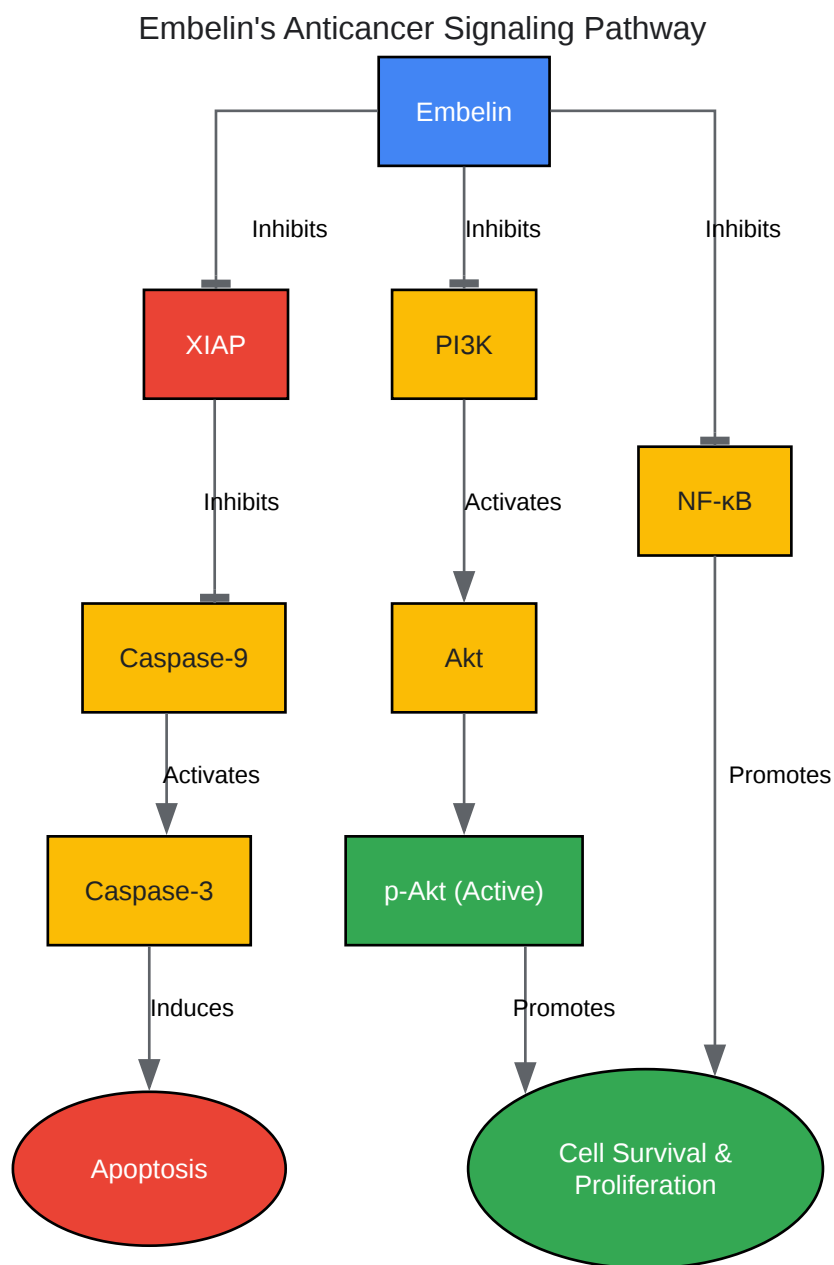 Embelin's Anticancer Signaling Pathway
Embelin
Inhibits
Inhibits
Inhibits
XIAP
PI3K
NF-κB
Inhibits
Activates
Caspase-9
Akt
Activates
Promotes
Caspase-3
p-Akt (Active)
Induces
Promotes
Apoptosis
Cell Survival &
Proliferation